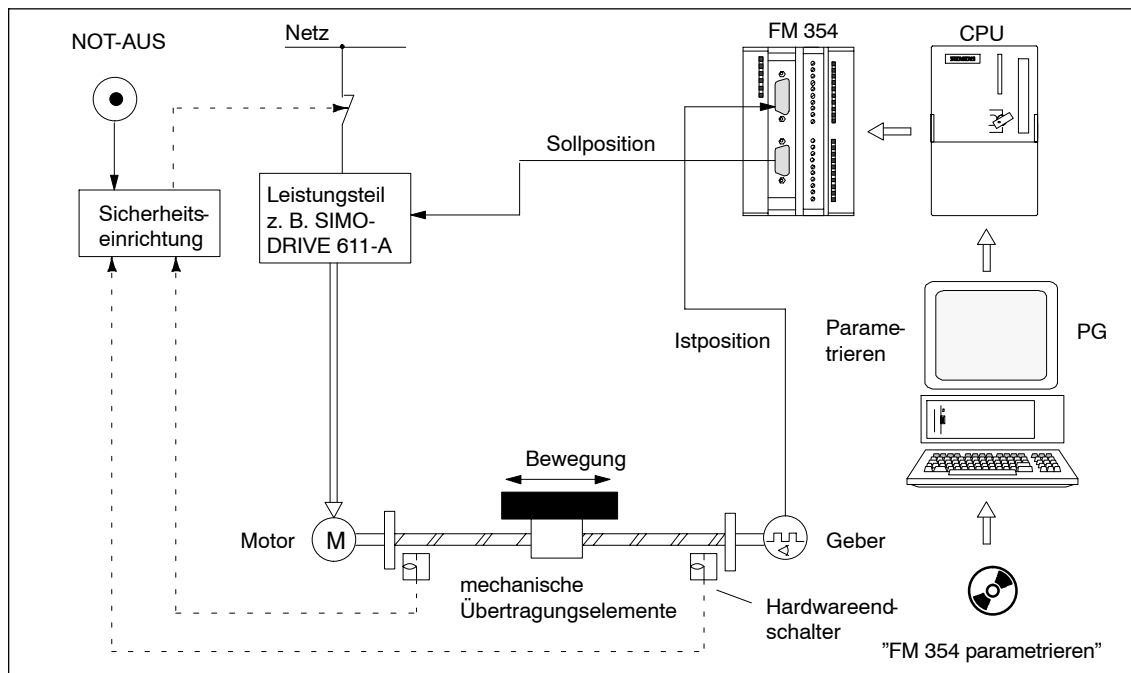 NOT-AUS
Netz
FM 354
CPU
SIEMENS
Sollposition
Sicherheits-
einrichtung
Leistungsteil
z. B. SIMO-
DRIVE 611-A
Parame-
trieren
PG
Istposition
Bewegung
Motor
M
Geber
mechanische
Übertragungselemente
Hardwareend-
schalter
”FM 354 parametrieren”